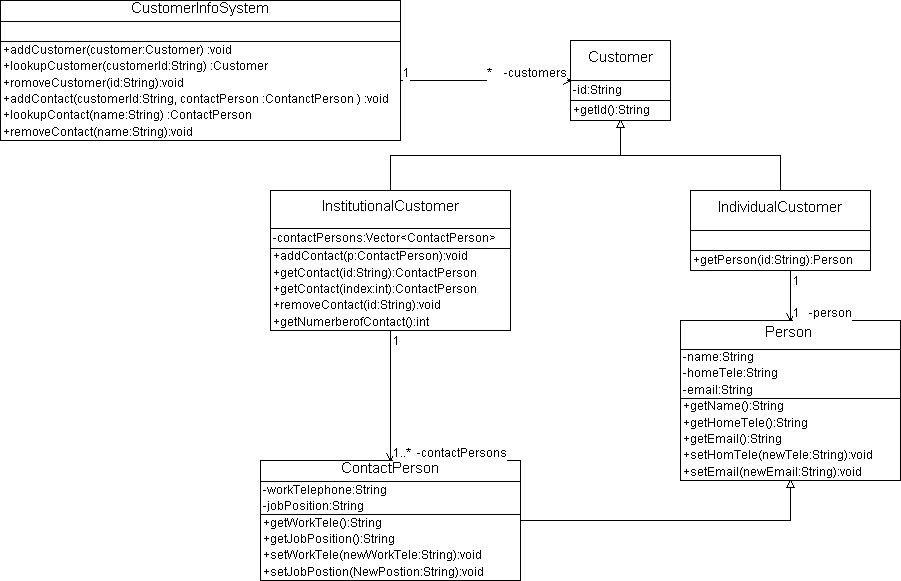 CustomerInfoSystem
+addCustomer(customer:Customer) :void
+lookupCustomer(customerId:String) :Customer
+romoveCustomer(id:String):void
+addContact(customerId:String, contactPerson :ContanctPerson ) :void
+lookupContact(name:String) :ContactPerson
+removeContact(name:String):void
1
* -customers
Customer
-id:String
+getId():String
InstitutionalCustomer
-contactPersons:Vector<ContactPerson>
+addContact(p:ContactPerson):void
+getContact(id:String):ContactPerson
+getContact(index:int):ContactPerson
+removeContact(id:String):void
+getNumerberofContact():int
IndividualCustomer
+getPerson(id:String):Person
1
1 -person
Person
-name:String
-homeTele:String
-email:String
+getName():String
+getHomeTele():String
+getEmail():String
+setHomTele(newTele:String):void
+setEmail(newEmail:String):void
1
1..* -contactPersons
ContactPerson
-workTelephone:String
-jobPosition:String
+getWorkTele():String
+getJobPosition():String
+setWorkTele(newWorkTele:String):void
+setJobPostion(NewPostion:String):void